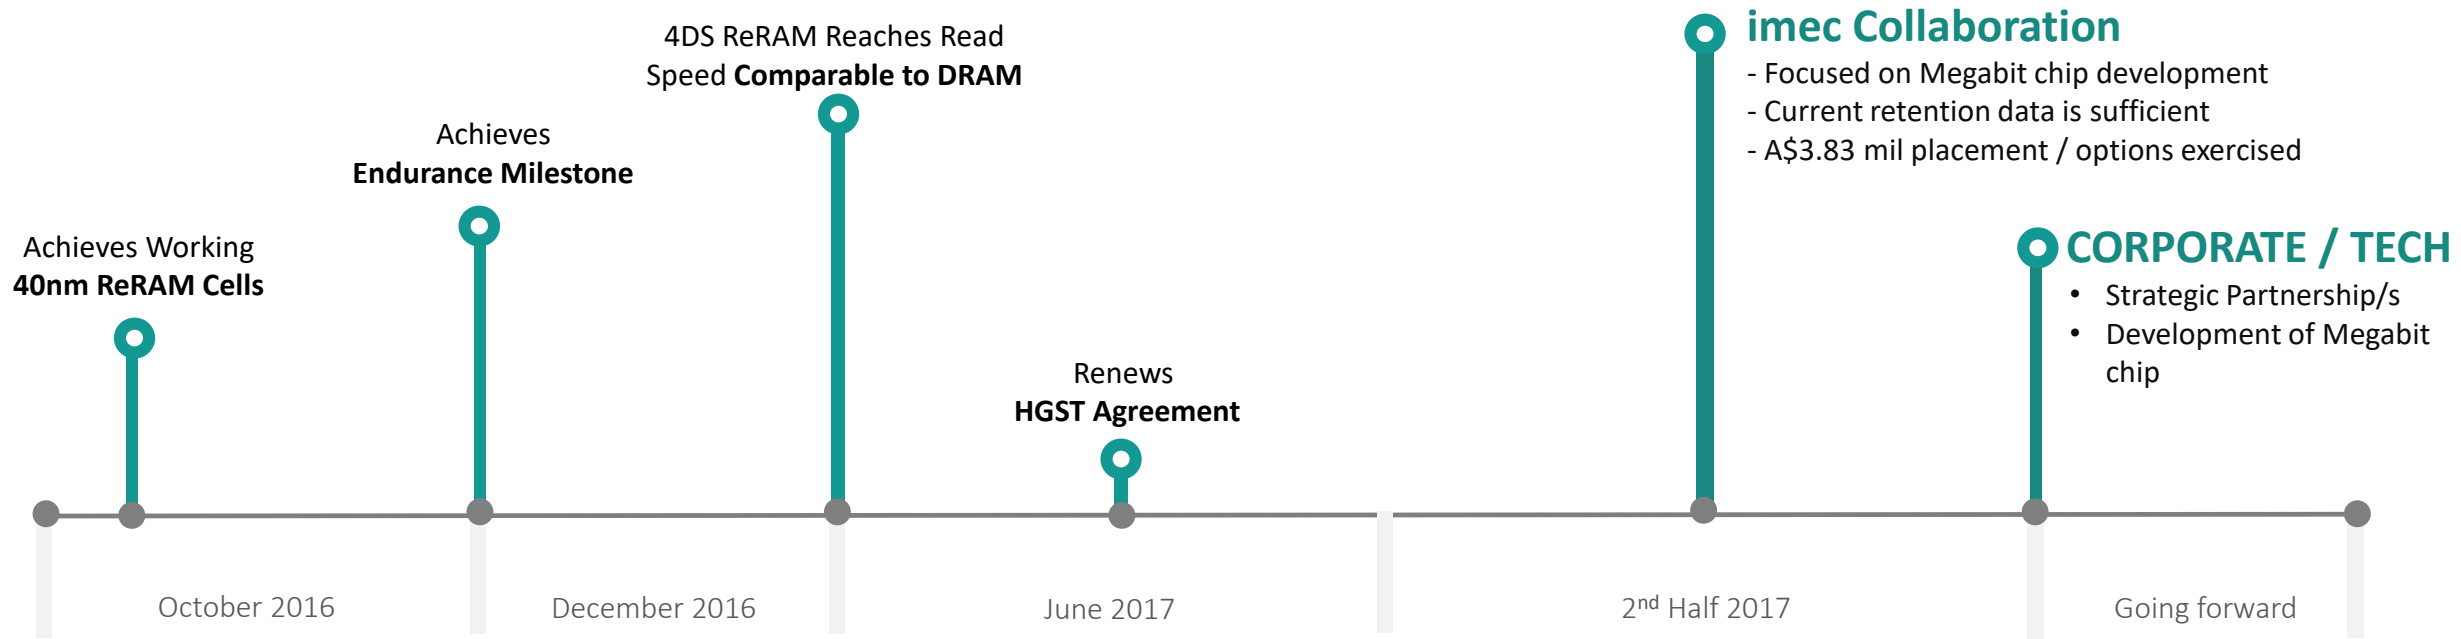 Achieves Working
40nm ReRAM Cells
Achieves
Endurance Milestone
4DS ReRAM Reaches Read
Speed Comparable to DRAM
Renews
HGST Agreement
imec Collaboration
- Focused on Megabit chip development
- Current retention data is sufficient
- A$3.83 mil placement / options exercised
CORPORATE / TECH
• Strategic Partnership/s
• Development of Megabit
chip
October 2016
December 2016
June 2017
2nd Half 2017
Going forward